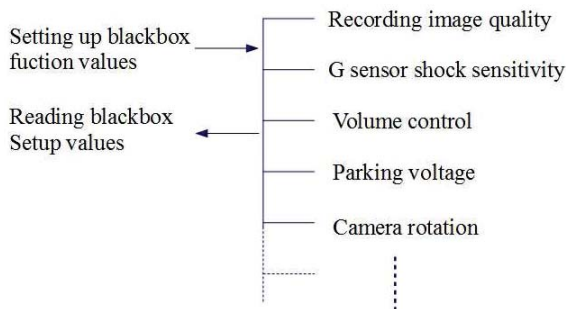 Setting up blackbox
fuction values
Reading blackbox
Setup values
Recording image quality
G sensor shock sensitivity
Volume control
Parking voltage
Camera rotation